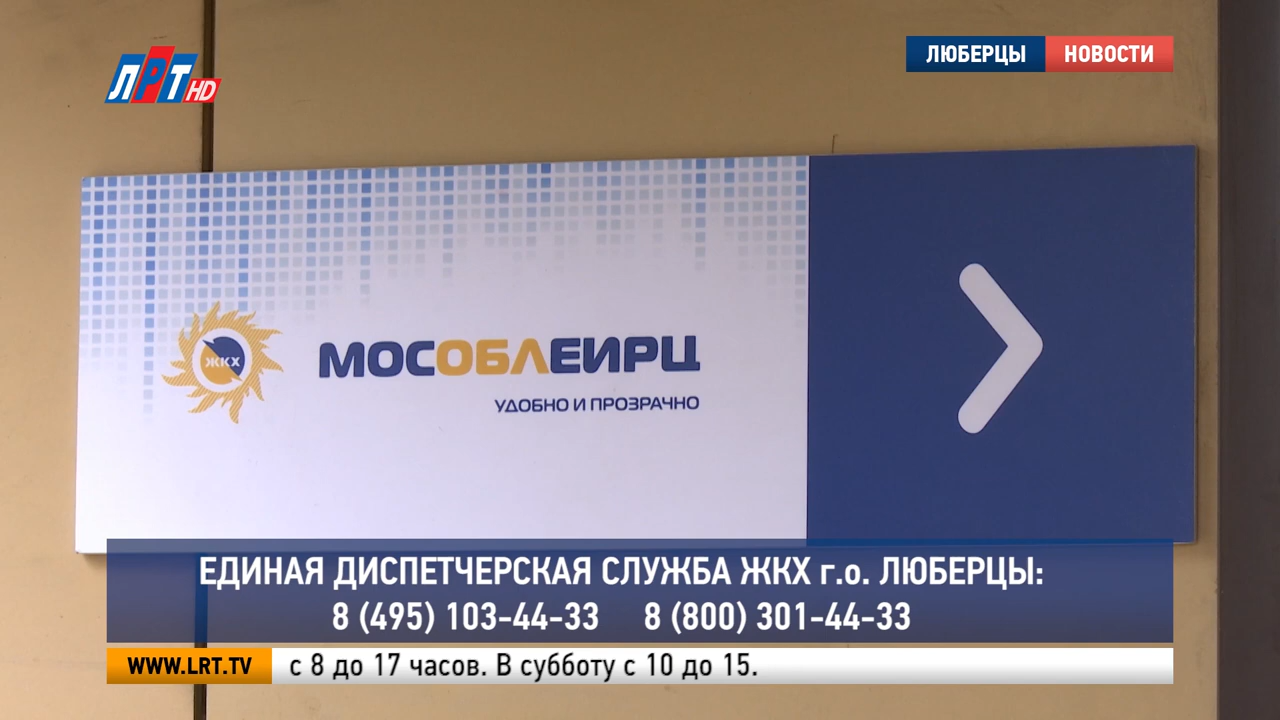 ЛРТ HD
ЛЮБЕРЦЫ НОВОСТИ
ЖКХ
МОСОБЛЕИРЦ
УДОБНО И ПРОЗРАЧНО
ЕДИНАЯ ДИСПЕТЧЕРСКАЯ СЛУЖБА ЖКХ г.о. ЛЮБЕРЦЫ:
8 (495) 103-44-33 8 (800) 301-44-33
WWW.LRT.TV с 8 до 17 часов. В субботу с 10 до 15.